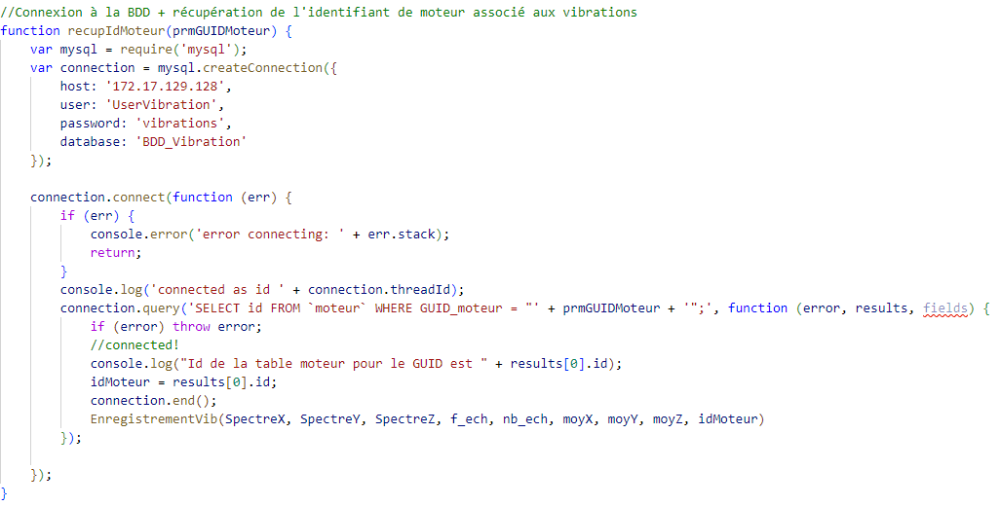 //Connexion à la BDD + récupération de l'identifiant de moteur associé aux vibrations
function recupIdMoteur(prmGUIDMoteur) {
    var mysql = require('mysql');
    var connection = mysql.createConnection({
        host: '172.17.129.128',
        user: 'UserVibration',
        password: 'vibrations',
        database: 'BDD_Vibration'
    });

    connection.connect(function (err) {
        if (err) {
            console.error('error connecting: ' + err.stack);
            return;
        }
        console.log('connected as id ' + connection.threadId);
        connection.query('SELECT id FROM `moteur` WHERE GUID_moteur = "' + prmGUIDMoteur + '";', function (error, results, fields) {
            if (error) throw error;
            //connected!
            console.log("Id de la table moteur pour le GUID est " + results[0].id);
            idMoteur = results[0].id;
            connection.end();
            EnregistrementVib(SpectreX, SpectreY, SpectreZ, f_ech, nb_ech, moyX, moyY, moyZ, idMoteur)
        });

    });
}